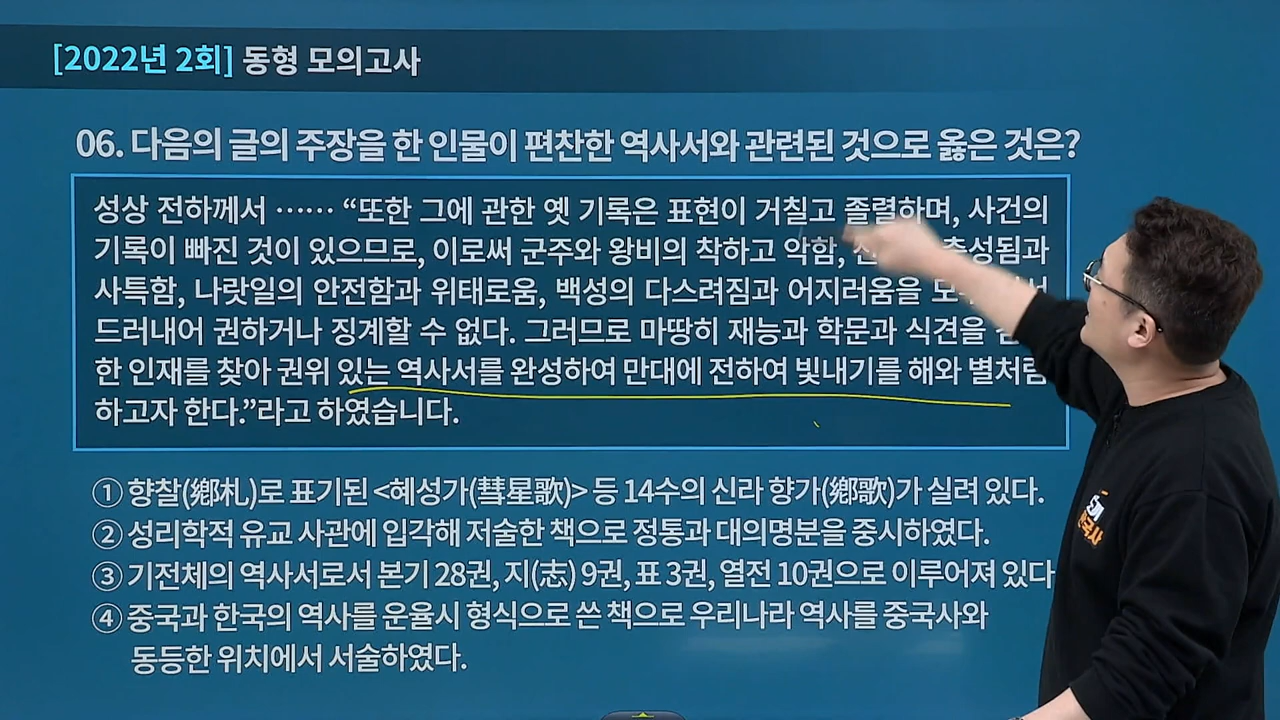 [2022년 2회] 동형 모의고사
06. 다음의 글의 주장을 한 인물이 편찬한 역사서와 관련된 것으로 옳은 것은?
성상 전하께서 …… “또한 그에 관한 옛 기록은 표현이 거칠고 졸렬하며, 사건의
기록이 빠진 것이 있으므로, 이로써 군주와 왕비의 착하고 악함, 충성됨과
사특함, 나랏일의 안전함과 위태로움, 백성의 다스려짐과 어지러움을
드러내어 권하거나 징계할 수 없다. 그러므로 마땅히 재능과 학문과 식견을
한 인재를 찾아 권위 있는 역사서를 완성하여 만대에 전하여 빛내기를 해와 별처럼
하고자 한다.”라고 하였습니다.
① 향찰(鄕札)로 표기된 <혜성가(彗星歌)> 등 14수의 신라 향가(鄕歌)가 실려 있다.
② 성리학적 유교 사관에 입각해 저술한 책으로 정통과 대의명분을 중시하였다.
③ 기전체의 역사서로서 본기 28권, 지(志) 9권, 표 3권, 열전 10권으로 이루어져 있다
④ 중국과 한국의 역사를 운율시 형식으로 쓴 책으로 우리나라 역사를 중국사와
동등한 위치에서 서술하였다.
한국사